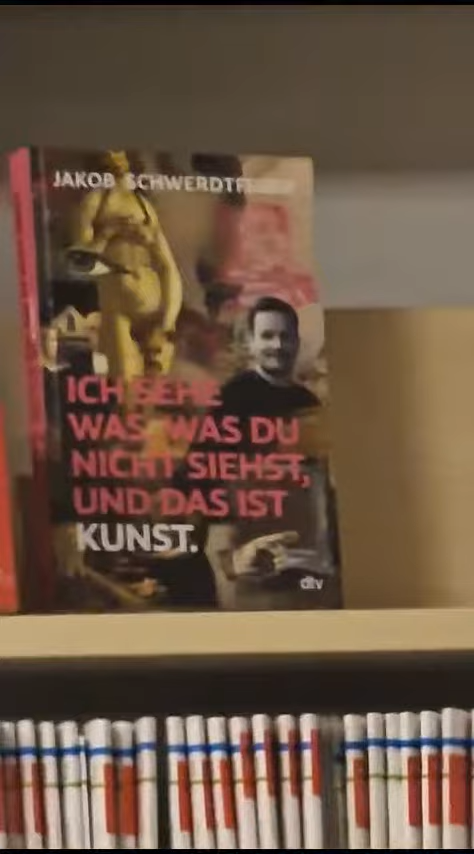 JAKOB
ICH SEHE
WAS, WAS DU
NICHT SIEHST,
UND DAS IST
KUNST.
dtv